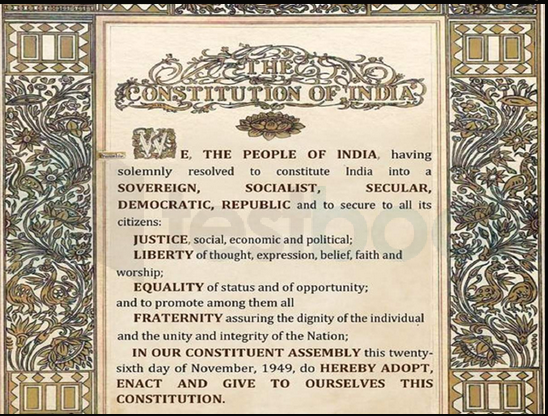 THE
CONSTITUTION OF INDIA
WE, THE PEOPLE OF INDIA, having
solemnly resolved to constitute India into a
SOVEREIGN, SOCIALIST, SECULAR,
DEMOCRATIC, REPUBLIC and to secure to all its
citizens:
JUSTICE, social, economic and political;
LIBERTY of thought, expression, belief, faith and
worship;
EQUALITY of status and of opportunity;
and to promote among them all
FRATERNITY assuring the dignity of the individual
and the unity and integrity of the Nation;
IN OUR CONSTITUENT ASSEMBLY this twenty-
sixth day of November, 1949, do HEREBY ADOPT,
ENACT AND GIVE TO OURSELVES THIS
CONSTITUTION.